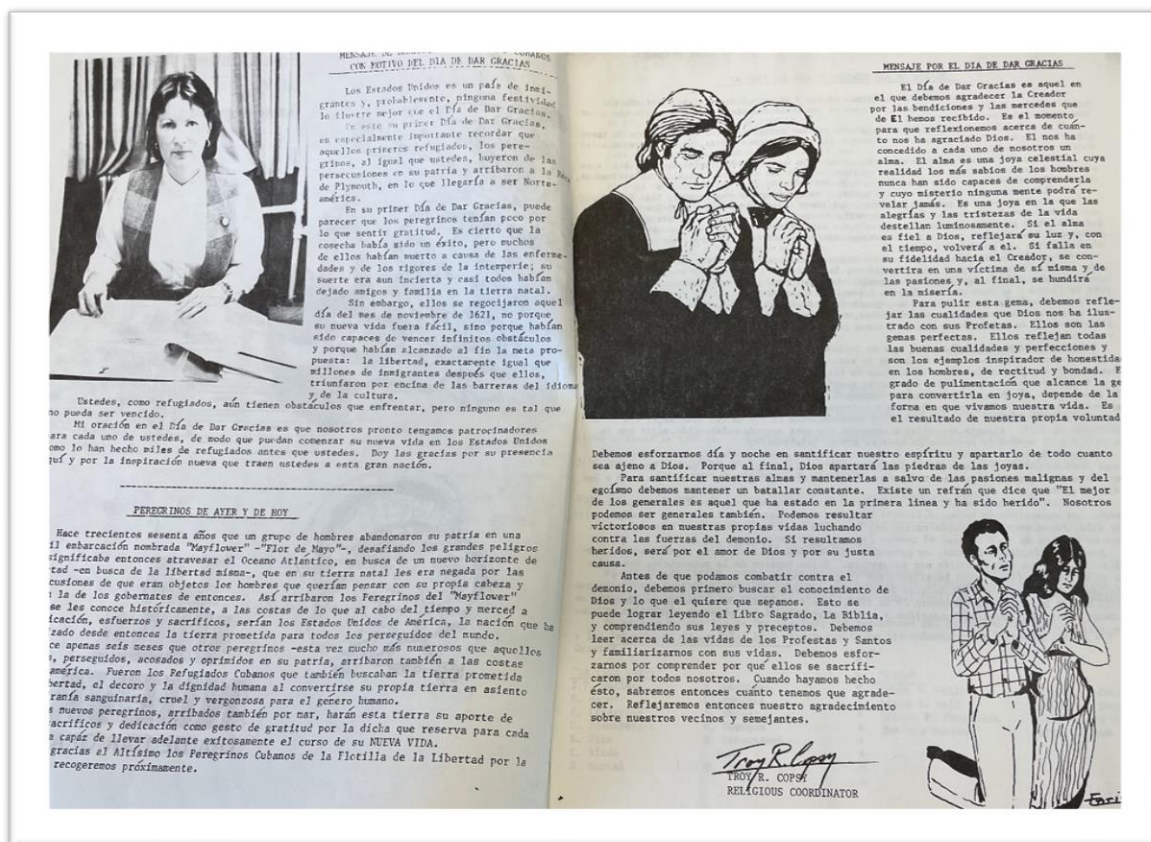 CON MOTIVO DEL DIA DE DAR GRACIAS
Los Estados Unidos es un país de inmi-
grantes y, probablemente, ninguna festividad
lo ilustre mejor que el Día de Dar Gracias.
En este su primer Día de Dar Gracias,
es especialmente importante recordar que
aquellos primeros refugiados, los pere-
grinos, al igual que ustedes, huyeron de las
persecuciones en su patria y arribaron a la
de Plymouth, en lo que llegaría a ser Norte-
américa.
En su primer Día de Dar Gracias, puede
parecer que los peregrinos tenían poco por
lo que sentir gratitud. Es cierto que la
cosecha había sido un éxito, pero muchos
de ellos habían muerto a causa de las enferme-
dades y de los rigores de la intemperie; su
suerte era aun incierta y casi todos habían
dejado amigos y familia en la tierra natal.
Sin embargo, ellos se regocijaron aquel
día del mes de noviembre de 1621, no porque
su nueva vida fuera fácil, sino porque habían
sido capaces de vencer infinitos obstáculos
y porque habían alcanzado al fin la meta pro-
puesta: la libertad, exactamente igual que
millones de inmigrantes después que ellos,
triunfaron por encima de las barreras del idioma
y de la cultura.
Ustedes, como refugiados, aún tienen obstáculos que enfrentar, pero ninguno es tal que
no pueda ser vencido.
Mi oración en el Día de Dar Gracias es que nosotros pronto tengamos patrocinadores
ara cada uno de ustedes, de modo que puedan comenzar su nueva vida en los Estados Unidos
omo lo han hecho miles de refugiados antes que ustedes. Doy las gracias por su presencia
quí y por la inspiración nueva que traen ustedes a esta gran nación.
PEREGRINOS DE AYER Y DE HOY
Hace trecientos sesenta años que un grupo de hombres abandonaron su patria en una
il embarcación nombrada "Mayflower" -"Flor de Mayo"-, desafiando los grandes peligros
ignificaba entonces atravesar el Oceano Atlantico, en busca de un nuevo horizonte de
rtad -en busca de la libertad misma-, que en su tierra natal les era negada por las
cusiones de que eran objetos los hombres que querían pensar con su propia cabeza y
la de los gobernates de entonces. Así arribaron los Peregrinos del "Mayflower"
se les conoce históricamente, a las costas de lo que al cabo del tiempo y merced a
icación, esfuerzos y sacrificos, serían los Estados Unidos de América, la nación que ha
zado desde entonces la tierra prometida para todos los perseguidos del mundo.
ce apenas seis meses que otros peregrinos -esta vez mucho más numerosos que aquellos
, perseguidos, acosados y oprimidos en su patria, arribaron también a las costas
américa. Fueron los Refugiados Cubanos que también buscaban la tierra prometida
bertad, el decoro y la dignidad humana al convertirse su propia tierra en asiento
ranía sanguinaria, cruel y vergonzosa para el genero humano.
s nuevos peregrinos, arribados también por mar, harán esta tierra su aporte de
acrificos y dedicación como gesto de gratitud por la dicha que reserva para cada
a capaz de llevar adelante exitosamente el curso de su NUEVA VIDA.
gracias al Altísimo los Peregrinos Cubanos de la Flotilla de la Libertad por la
recogeremos próximamente.
MENSAJE POR EL DIA DE DAR GRACIAS
El Día de Dar Gracias es aquel en
el que debemos agradecer la Creador
por las bendiciones y las mercedes que
de El hemos recibido. Es el momento
para que reflexionemos acerca de cuán-
to nos ha agraciado Dios. El nos ha
concedido a cada uno de nosotros un
alma. El alma es una joya celestial cuya
realidad los más sabios de los hombres
nunca han sido capaces de comprenderla
y cuyo misterio ninguna mente podrá re-
velar jamás. Es una joya en la que las
alegrías y las tristezas de la vida
destellan luminosamente. Si el alma
es fiel a Dios, reflejará su luz y, con
el tiempo, volverá a el. Si falla en
su fidelidad hacia el Creador, se con-
vertira en una víctima de sí misma y de
las pasiones y, al final, se hundirá
en la misería.
Para pulir esta gema, debemos refle-
jar las cualidades que Dios nos ha ilus-
trado con sus Profetas. Ellos son las
gemas perfectas. Ellos reflejan todas
las buenas cualidades y perfecciones y
son los ejemplos inspirador de honestida
en los hombres, de rectitud y bondad. E
grado de pulimentación que alcance la ge
para convertirla en joya, depende de la
forma en que vivamos nuestra vida. Es
el resultado de nuestra propia voluntad
Debemos esforzarnos día y noche en santificar nuestro espíritu y apartarlo de todo cuanto
sea ajeno a Dios. Porque al final, Dios apartará las piedras de las joyas.
Para santificar nuestras almas y mantenerlas a salvo de las pasiones malignas y del
egoísmo debemos mantener un batallar constante. Existe un refrán que dice que "El mejor
de los generales es aquel que ha estado en la primera línea y ha sido herido". Nosotros
podemos ser generales también. Podemos resultar
victoriosos en nuestras propias vidas luchando
contra las fuerzas del demonio. Si resultamos
heridos, será por el amor de Dios y por su justa
causa.
Antes de que podamos combatir contra el
demonio, debemos primero buscar el conocimiento de
Dios y lo que el quiere que sepamos. Esto se
puede lograr leyendo el Libro Sagrado, La Biblia,
y comprendiendo sus leyes y preceptos. Debemos
leer acerca de las vidas de los Profestas y Santos
y familiarizarnos con sus vidas. Debemos esfor-
zarnos por comprender por qué ellos se sacrifi-
caron por todos nosotros. Cuando hayamos hecho
ésto, sabremos entonces cuánto tenemos que agrade-
cer. Reflejaremos entonces nuestro agradecimiento
sobre nuestros vecinos y semejantes.
Troy R. Copsy
TROY R. COPSY
RELIGIOUS COORDINATOR